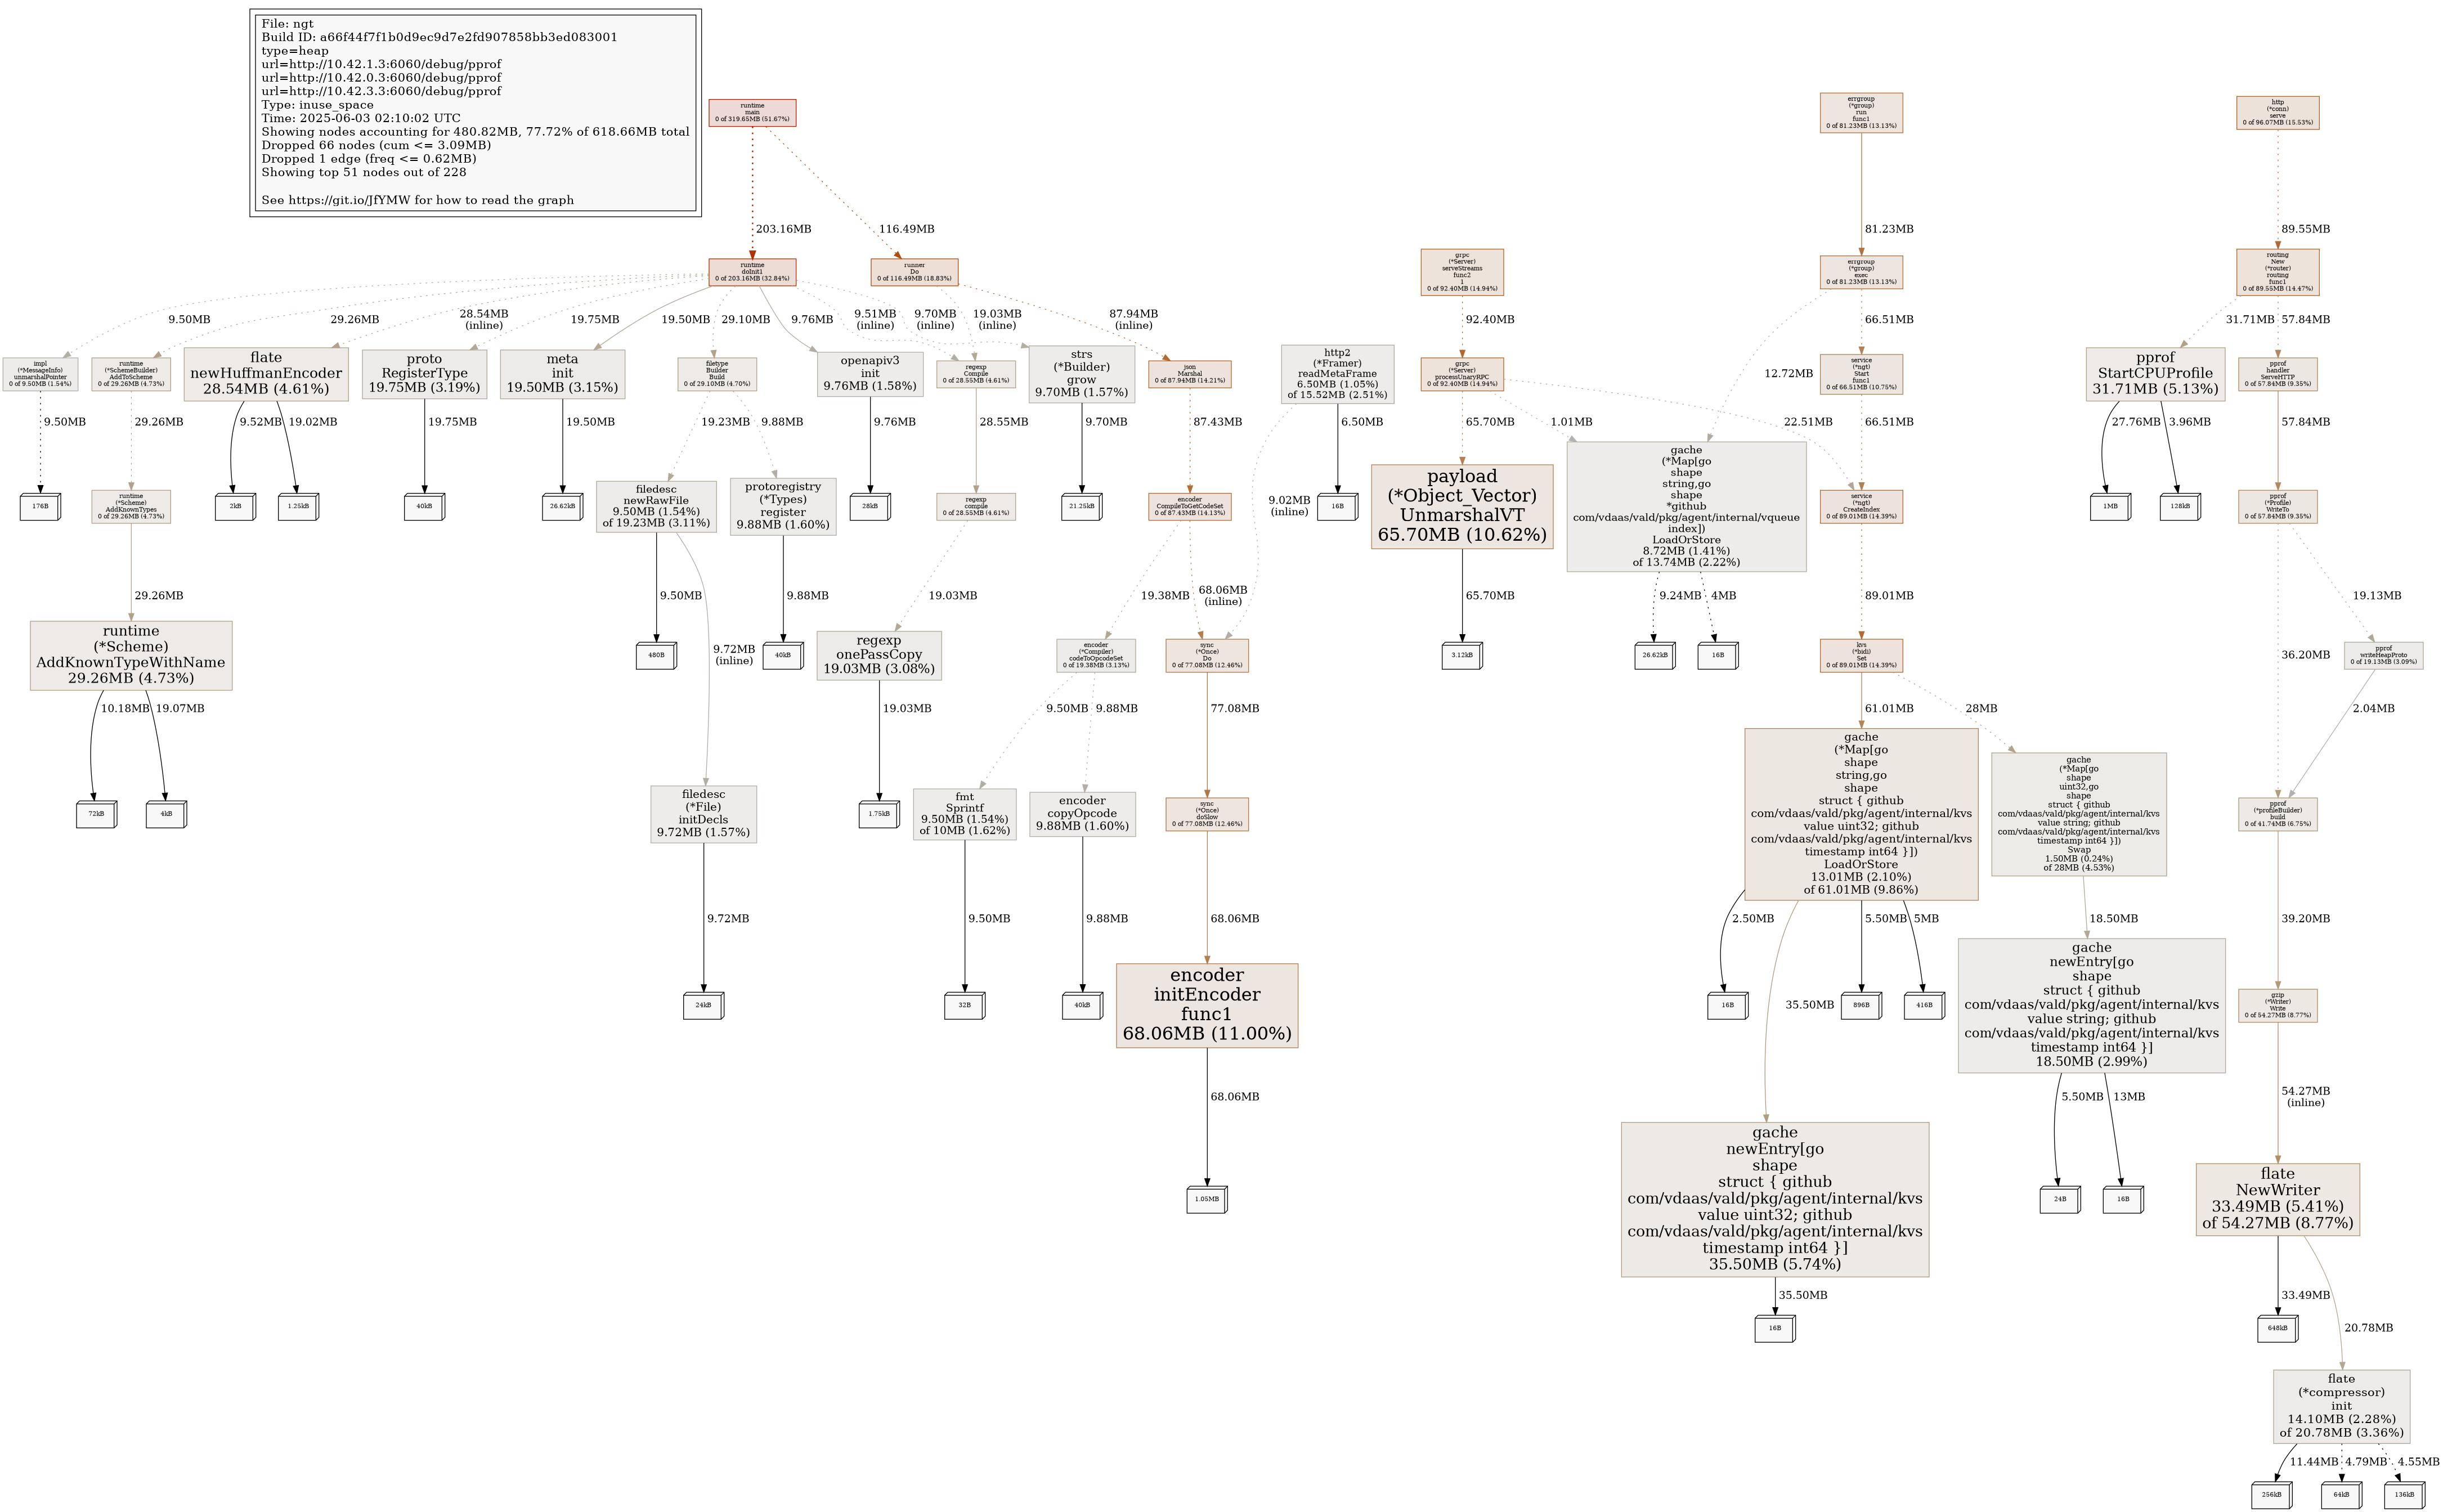 File: ngt
Build ID: a66f44f7f1b0d9ec9d7e2fd907858bb3ed083001
type=heap
url=http://10.42.1.3:6060/debug/pprof
url=http://10.42.0.3:6060/debug/pprof
url=http://10.42.3.3:6060/debug/pprof
Type: inuse_space
Time: 2025-06-03 02:10:02 UTC
Showing nodes accounting for 480.82MB, 77.72% of 618.66MB total
Dropped 66 nodes (cum <= 3.09MB)
Dropped 1 edge (freq <= 0.62MB)
Showing top 51 nodes out of 228
See https://git.io/JfYMW for how to read the graph
runtime
main
0 of 319.65MB (51.67%)
errgroup
(*group)
run
func1
0 of 81.23MB (13.13%)
http
(*conn)
serve
0 of 96.07MB (15.53%)
203.16MB
116.49MB
81.23MB
89.55MB
runtime
doInit1
0 of 203.16MB (32.84%)
runner
Do
0 of 116.49MB (18.83%)
grpc
(*Server)
serveStreams
func2
1
0 of 92.40MB (14.94%)
errgroup
(*group)
exec
0 of 81.23MB (13.13%)
routing
New
(*router)
routing
func1
0 of 89.55MB (14.47%)
9.50MB
29.26MB
28.54MB
(inline)
19.75MB
19.50MB
29.10MB
9.76MB
9.51MB
(inline)
9.70MB
(inline)
19.03MB
(inline)
87.94MB
(inline)
92.40MB
12.72MB
66.51MB
31.71MB
57.84MB
impl
(*MessageInfo)
unmarshalPointer
0 of 9.50MB (1.54%)
runtime
(*SchemeBuilder)
AddToScheme
0 of 29.26MB (4.73%)
flate
newHuffmanEncoder
28.54MB (4.61%)
proto
RegisterType
19.75MB (3.19%)
meta
init
19.50MB (3.15%)
filetype
Builder
Build
0 of 29.10MB (4.70%)
openapiv3
init
9.76MB (1.58%)
regexp
Compile
0 of 28.55MB (4.61%)
strs
(*Builder)
grow
9.70MB (1.57%)
json
Marshal
0 of 87.94MB (14.21%)
http2
(*Framer)
readMetaFrame
6.50MB (1.05%)
of 15.52MB (2.51%)
grpc
(*Server)
processUnaryRPC
0 of 92.40MB (14.94%)
service
(*ngt)
Start
func1
0 of 66.51MB (10.75%)
pprof
StartCPUProfile
31.71MB (5.13%)
pprof
handler
ServeHTTP
0 of 57.84MB (9.35%)
9.50MB
29.26MB
9.52MB
19.02MB
19.75MB
19.50MB
19.23MB
9.88MB
9.76MB
28.55MB
9.70MB
87.43MB
9.02MB
(inline)
6.50MB
65.70MB
1.01MB
22.51MB
66.51MB
27.76MB
3.96MB
57.84MB
176B
runtime
(*Scheme)
AddKnownTypes
0 of 29.26MB (4.73%)
2kB
1.25kB
40kB
26.62kB
filedesc
newRawFile
9.50MB (1.54%)
of 19.23MB (3.11%)
protoregistry
(*Types)
register
9.88MB (1.60%)
28kB
regexp
compile
0 of 28.55MB (4.61%)
21.25kB
encoder
CompileToGetCodeSet
0 of 87.43MB (14.13%)
16B
payload
(*Object_Vector)
UnmarshalVT
65.70MB (10.62%)
gache
(*Map[go
shape
string,go
shape
*github
com/vdaas/vald/pkg/agent/internal/vqueue
index])
LoadOrStore
8.72MB (1.41%)
of 13.74MB (2.22%)
service
(*ngt)
CreateIndex
0 of 89.01MB (14.39%)
1MB
128kB
pprof
(*Profile)
WriteTo
0 of 57.84MB (9.35%)
29.26MB
9.50MB
9.72MB
(inline)
9.88MB
19.03MB
19.38MB
68.06MB
(inline)
65.70MB
9.24MB
4MB
89.01MB
36.20MB
19.13MB
runtime
(*Scheme)
AddKnownTypeWithName
29.26MB (4.73%)
480B
40kB
regexp
onePassCopy
19.03MB (3.08%)
encoder
(*Compiler)
codeToOpcodeSet
0 of 19.38MB (3.13%)
sync
(*Once)
Do
0 of 77.08MB (12.46%)
3.12kB
26.62kB
16B
kvs
(*bidi)
Set
0 of 89.01MB (14.39%)
pprof
writeHeapProto
0 of 19.13MB (3.09%)
10.18MB
19.07MB
19.03MB
9.50MB
9.88MB
77.08MB
61.01MB
28MB
2.04MB
72kB
4kB
filedesc
(*File)
initDecls
9.72MB (1.57%)
1.75kB
fmt
Sprintf
9.50MB (1.54%)
of 10MB (1.62%)
encoder
copyOpcode
9.88MB (1.60%)
sync
(*Once)
doSlow
0 of 77.08MB (12.46%)
gache
(*Map[go
shape
string,go
shape
struct { github
com/vdaas/vald/pkg/agent/internal/kvs
value uint32; github
com/vdaas/vald/pkg/agent/internal/kvs
timestamp int64 }])
LoadOrStore
13.01MB (2.10%)
of 61.01MB (9.86%)
gache
(*Map[go
shape
uint32,go
shape
struct { github
com/vdaas/vald/pkg/agent/internal/kvs
value string; github
com/vdaas/vald/pkg/agent/internal/kvs
timestamp int64 }])
Swap
1.50MB (0.24%)
of 28MB (4.53%)
pprof
(*profileBuilder)
build
0 of 41.74MB (6.75%)
9.72MB
9.50MB
9.88MB
68.06MB
2.50MB
35.50MB
5.50MB
5MB
18.50MB
39.20MB
24kB
32B
40kB
encoder
initEncoder
func1
68.06MB (11.00%)
16B
896B
416B
gache
newEntry[go
shape
struct { github
com/vdaas/vald/pkg/agent/internal/kvs
value string; github
com/vdaas/vald/pkg/agent/internal/kvs
timestamp int64 }]
18.50MB (2.99%)
gzip
(*Writer)
Write
0 of 54.27MB (8.77%)
68.06MB
5.50MB
13MB
54.27MB
(inline)
1.05MB
gache
newEntry[go
shape
struct { github
com/vdaas/vald/pkg/agent/internal/kvs
value uint32; github
com/vdaas/vald/pkg/agent/internal/kvs
timestamp int64 }]
35.50MB (5.74%)
24B
16B
flate
NewWriter
33.49MB (5.41%)
of 54.27MB (8.77%)
35.50MB
33.49MB
20.78MB
16B
648kB
flate
(*compressor)
init
14.10MB (2.28%)
of 20.78MB (3.36%)
11.44MB
4.79MB
4.55MB
256kB
64kB
136kB